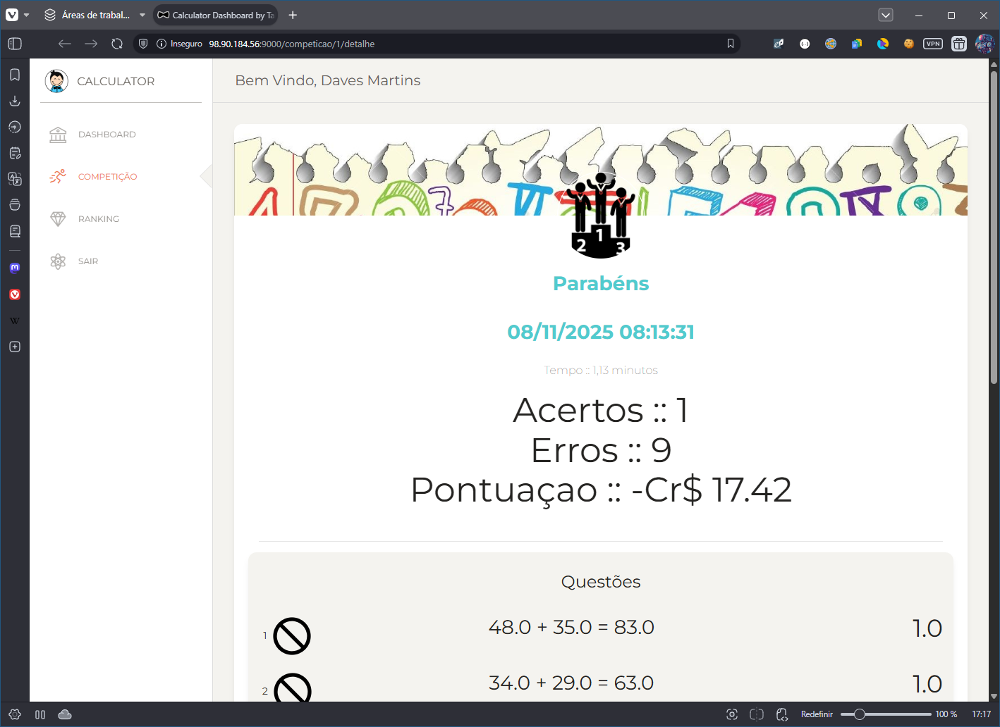 Áreas de trabal...
Calculator Dashboard by Ta
Inseguro 98.90.184.56:9000/competicao/1/detalhe
VPN
CALCULATOR
Bem Vindo, Daves Martins
DASHBOARD
COMPETIÇÃO
RANKING
SAIR
2 1 3
Parabéns
08/11/2025 08:13:31
Tempo :: 1,13 minutos
Acertos :: 1
Erros :: 9
Pontuaçao :: -Cr$ 17.42
Questões
1 48.0 + 35.0 = 83.0 1.0
2 34.0 + 29.0 = 63.0 1.0
Redefinir 100 % 17:17